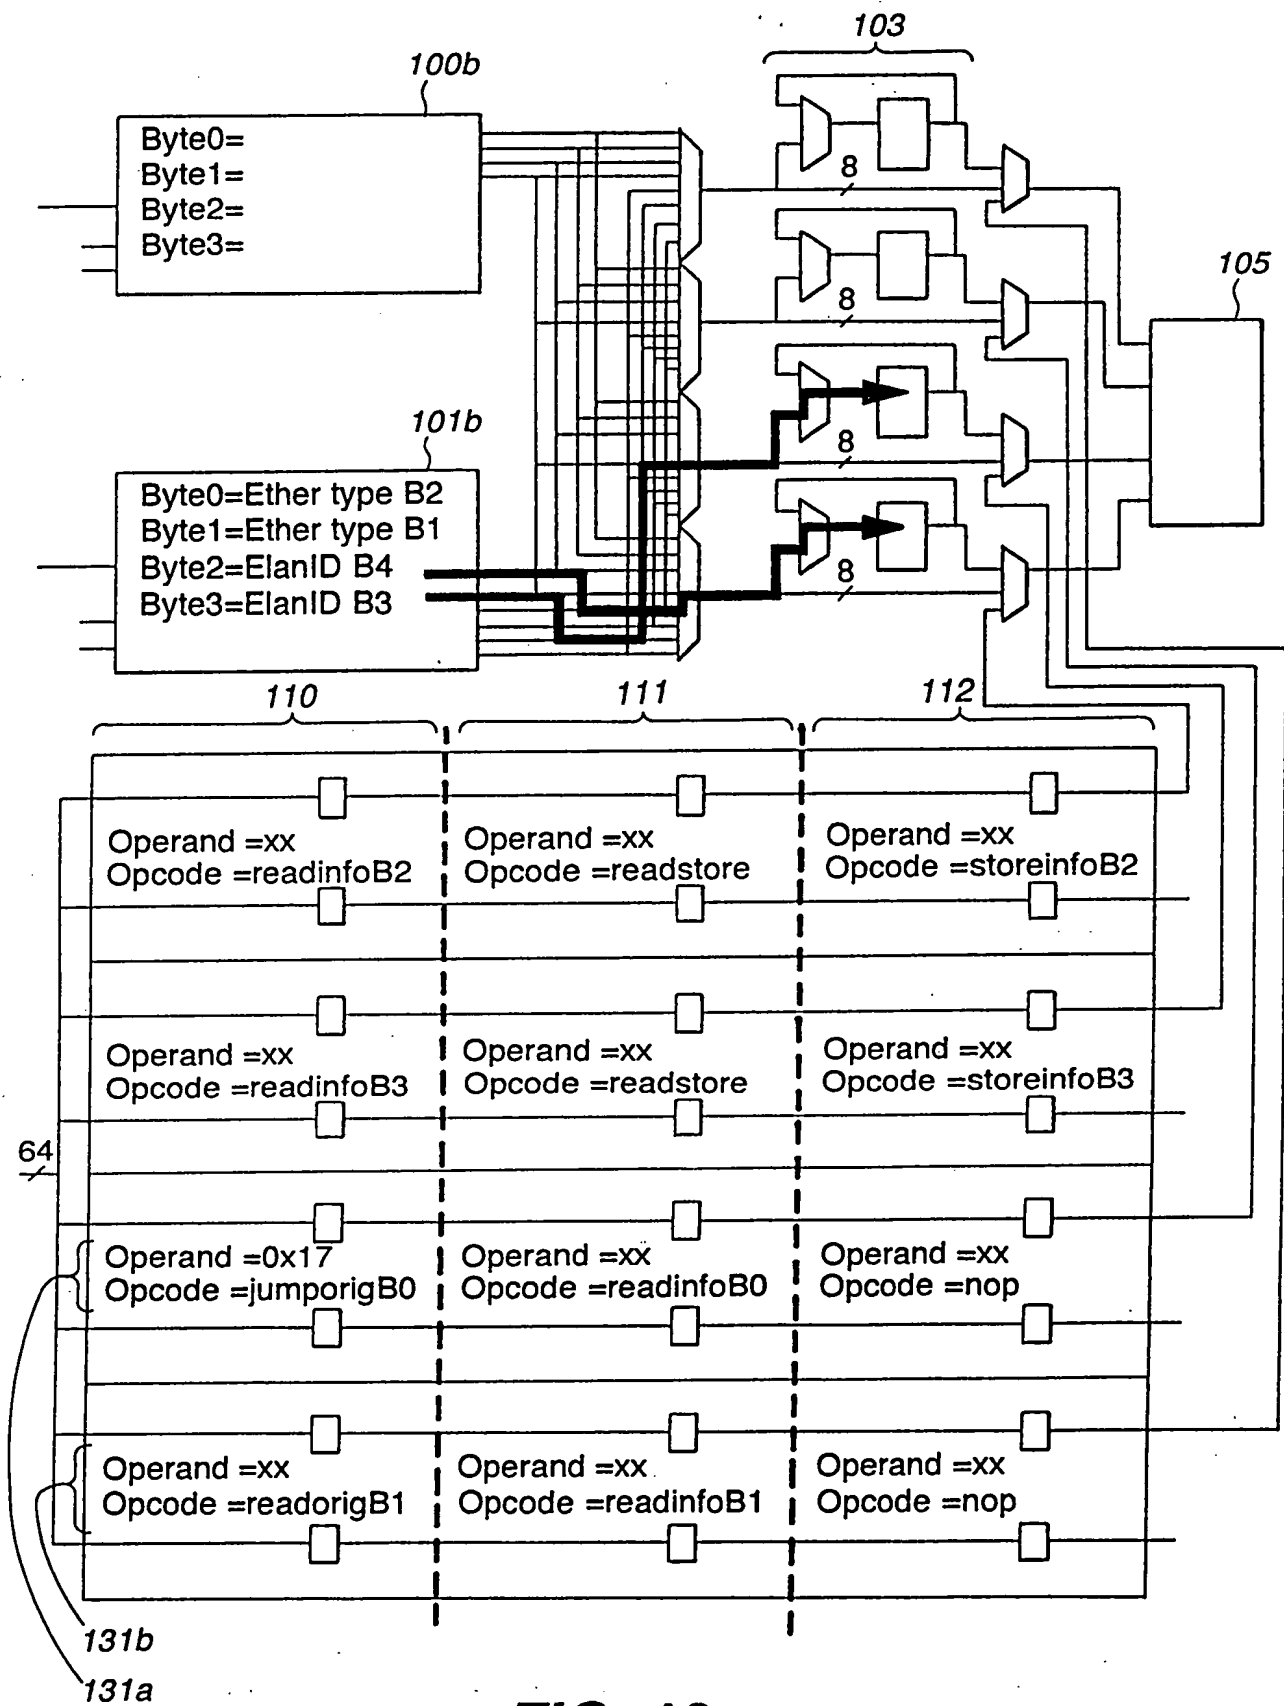 103
100b
Byte0=
Byte1=
Byte2=
Byte3=
8
8
105
8
8
101b
Byte0=Ether type B2
Byte1=Ether type B1
Byte2=ElanID B4
Byte3=ElanID B3
110
111
112
Operand =xx
Opcode =readinfoB2
Operand =xx
Opcode =readstore
Operand =xx
Opcode =storeinfoB2
Operand =xx
Opcode =readinfoB3
Operand =xx
Opcode =readstore
Operand =xx
Opcode =storeinfoB3
64
Operand =0x17
Opcode =jumporigB0
Operand =xx
Opcode =readinfoB0
Operand =xx
Opcode =nop
Operand =xx
Opcode =readorigB1
Operand =xx
Opcode =readinfoB1
Operand =xx
Opcode =nop
131b
131a